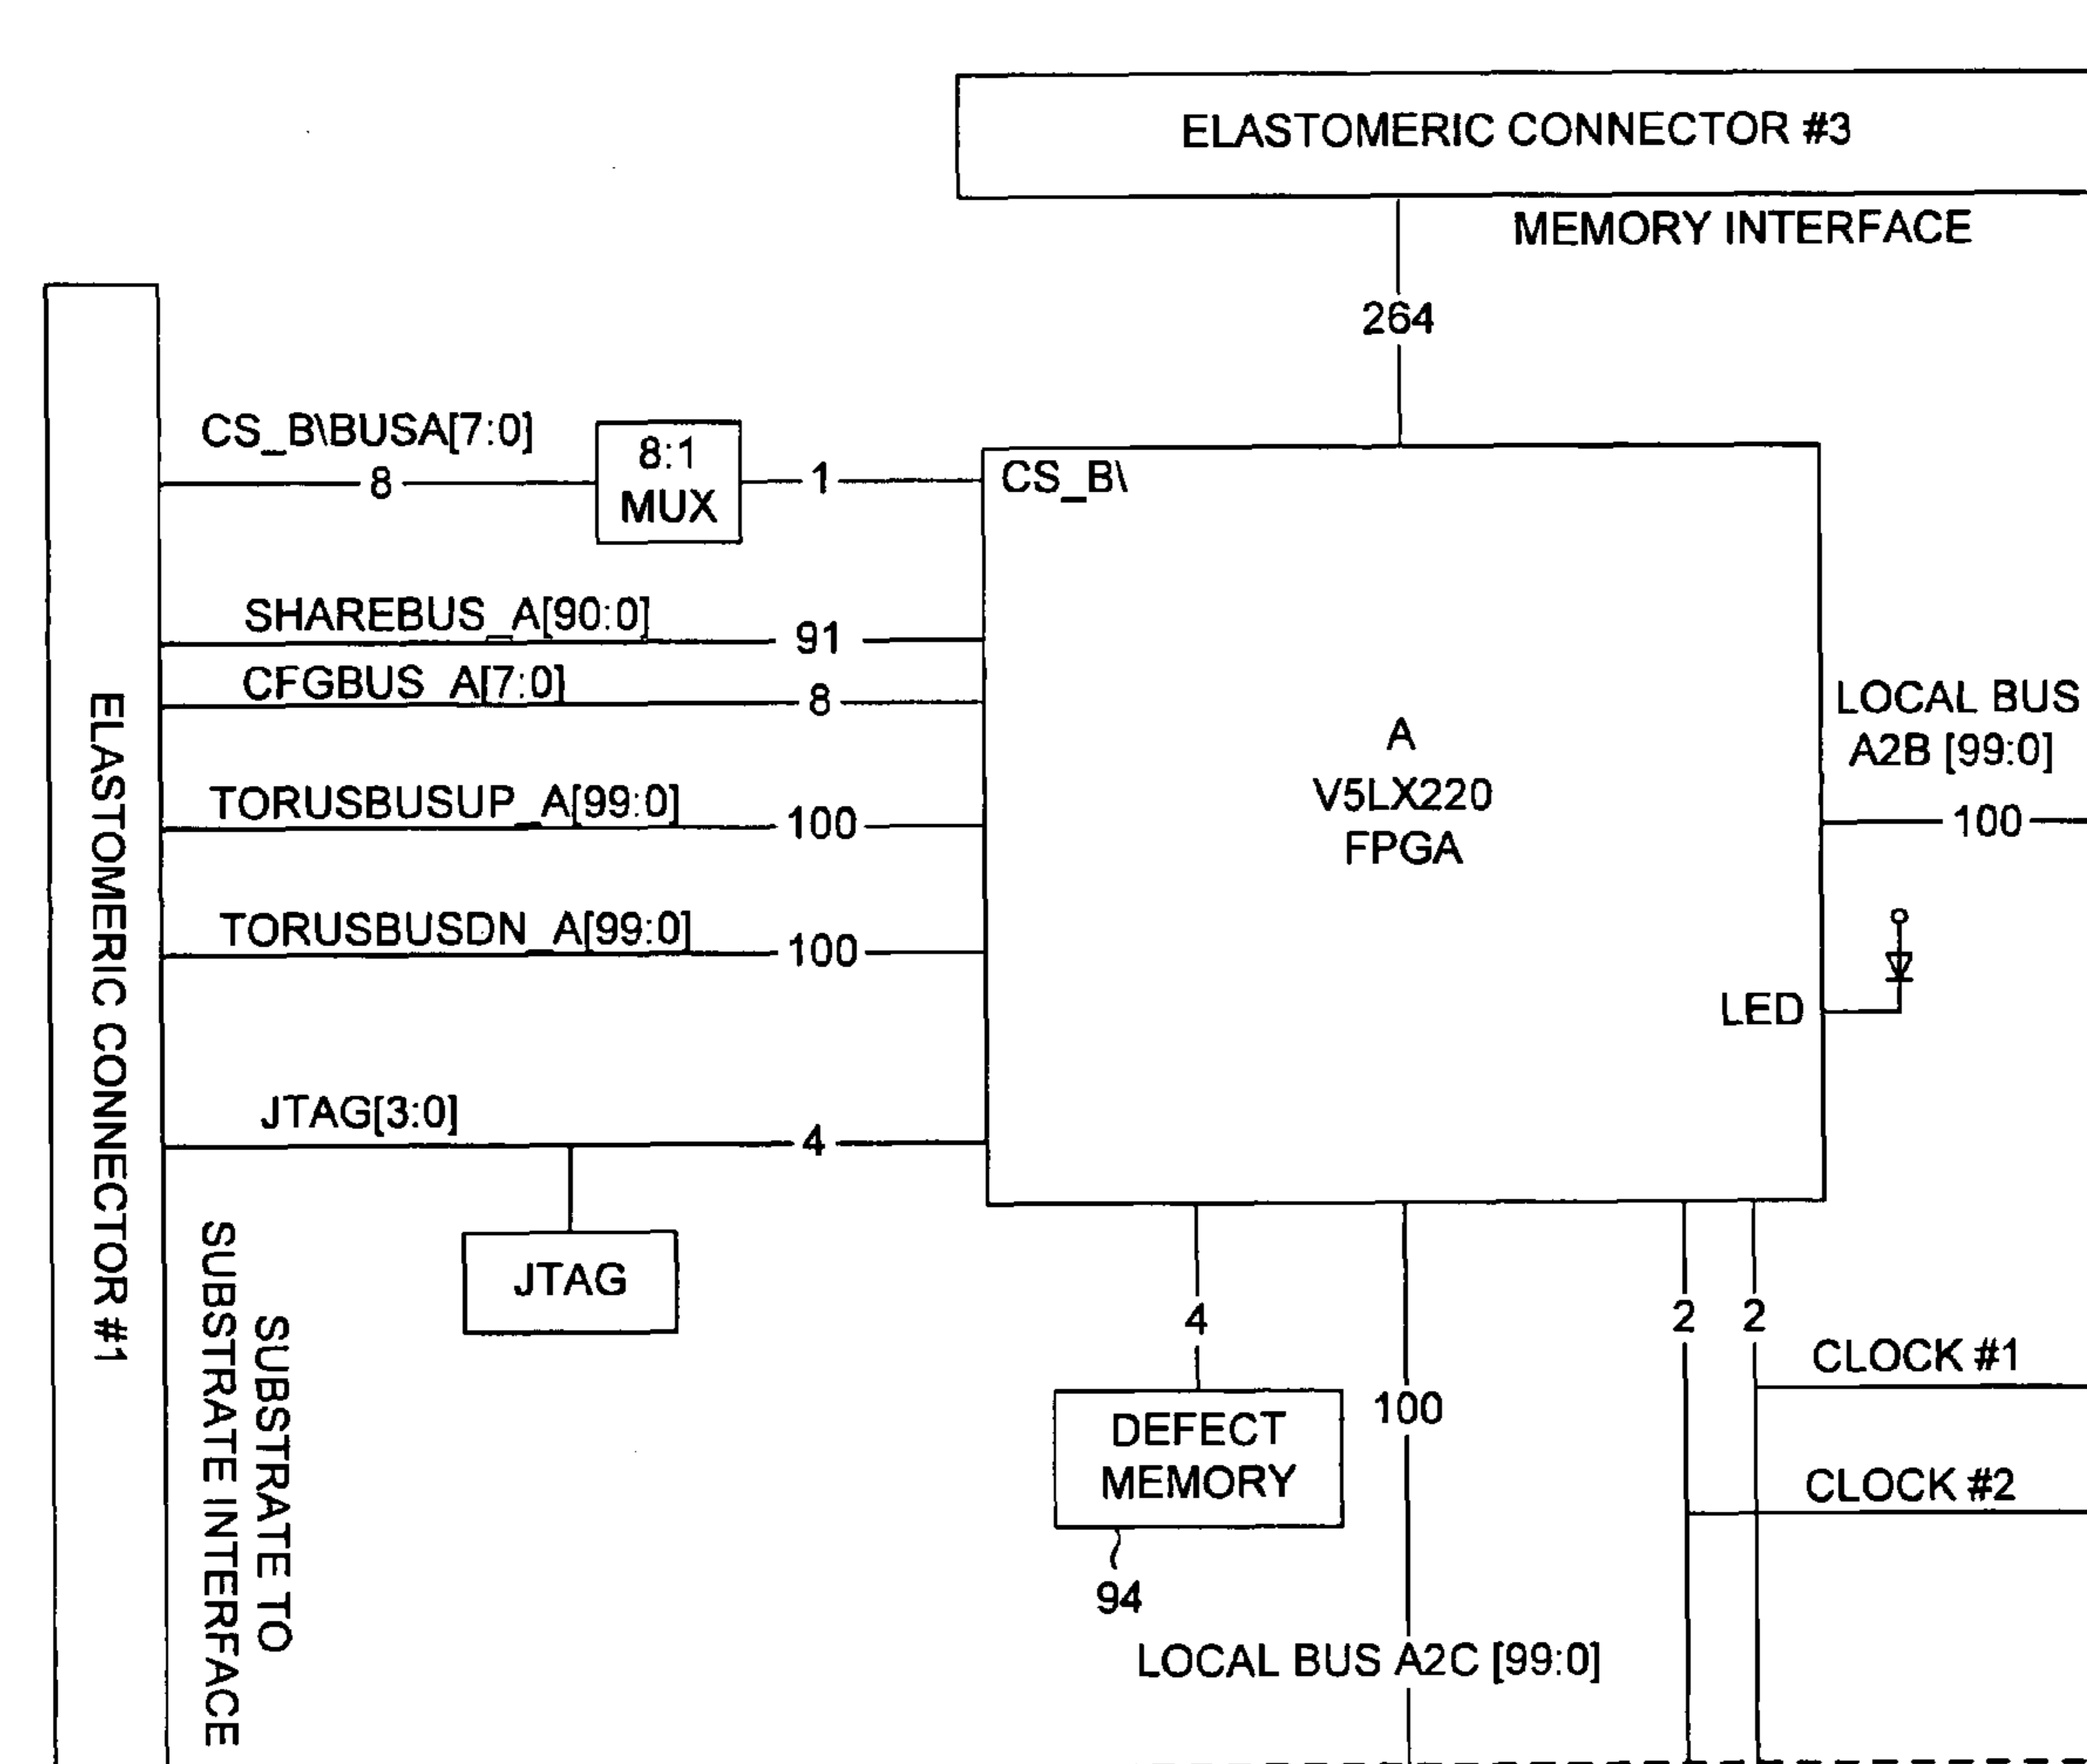 ELASTOMERIC CONNECTOR #3
MEMORY INTERFACE
264
CS_B\BUSA[7:0]
8
8:1
MUX
1
CS_B\
SHAREBUS_A[90:0]
91
CFGBUS_A[7:0]
8
A
V5LX220
FPGA
LOCAL BUS
A2B [99:0]
100
TORUSBUSUP_A[99:0]
100
TORUSBUSDN_A[99:0]
100
LED
JTAG[3:0]
4
JTAG
ELASTOMERIC CONNECTOR #1
SUBSTRATE TO
SUBSTRATE INTERFACE
4
2
2
CLOCK #1
DEFECT
MEMORY
100
CLOCK #2
94
LOCAL BUS A2C [99:0]